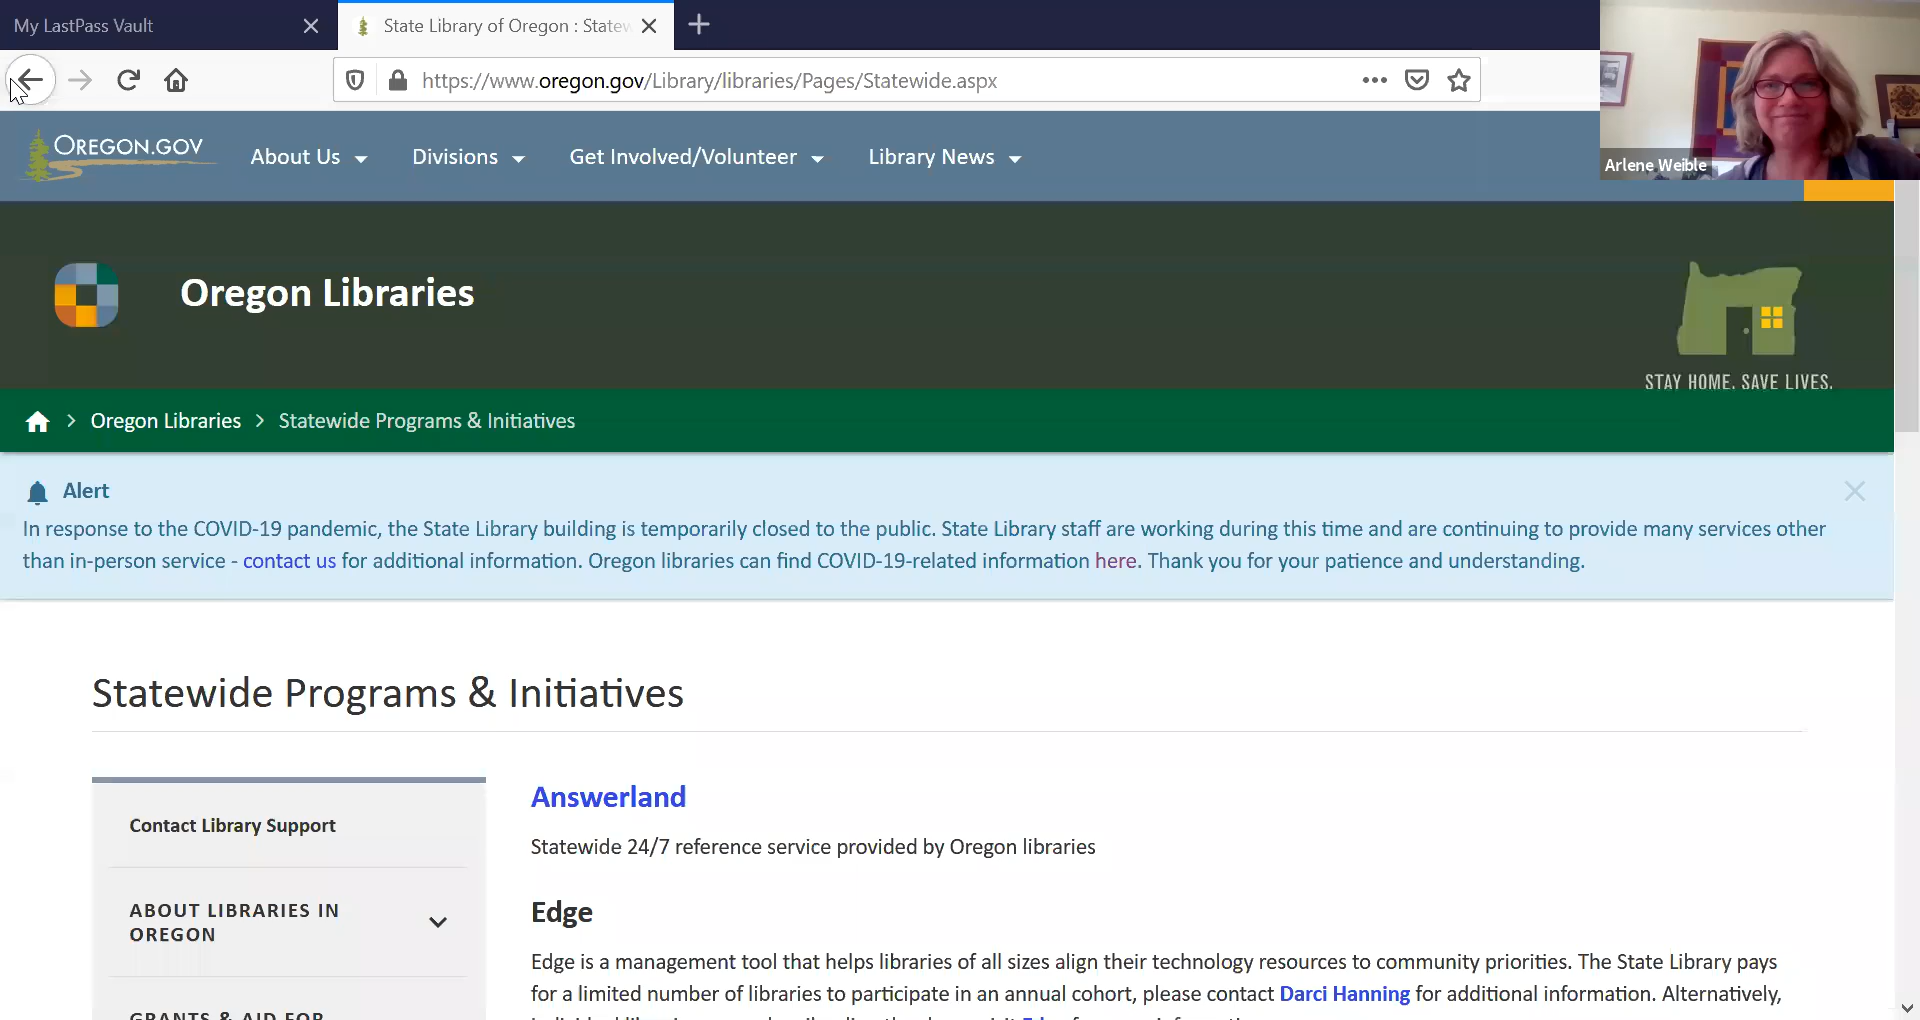 My LastPass Vault
State Library of Oregon : Statew
https://www.oregon.gov/Library/libraries/Pages/Statewide.aspx
Arlene Weible
OREGON.GOV
About Us
Divisions
Get Involved/Volunteer
Library News
Oregon Libraries
STAY HOME. SAVE LIVES.
Oregon Libraries > Statewide Programs & Initiatives
Alert
In response to the COVID-19 pandemic, the State Library building is temporarily closed to the public. State Library staff are working during this time and are continuing to provide many services other
than in-person service - contact us for additional information. Oregon libraries can find COVID-19-related information here. Thank you for your patience and understanding.
Statewide Programs & Initiatives
Contact Library Support
ABOUT LIBRARIES IN
OREGON
GRANTS & AID FOR
Answerland
Statewide 24/7 reference service provided by Oregon libraries
Edge
Edge is a management tool that helps libraries of all sizes align their technology resources to community priorities. The State Library pays
for a limited number of libraries to participate in an annual cohort, please contact Darci Hanning for additional information. Alternatively,